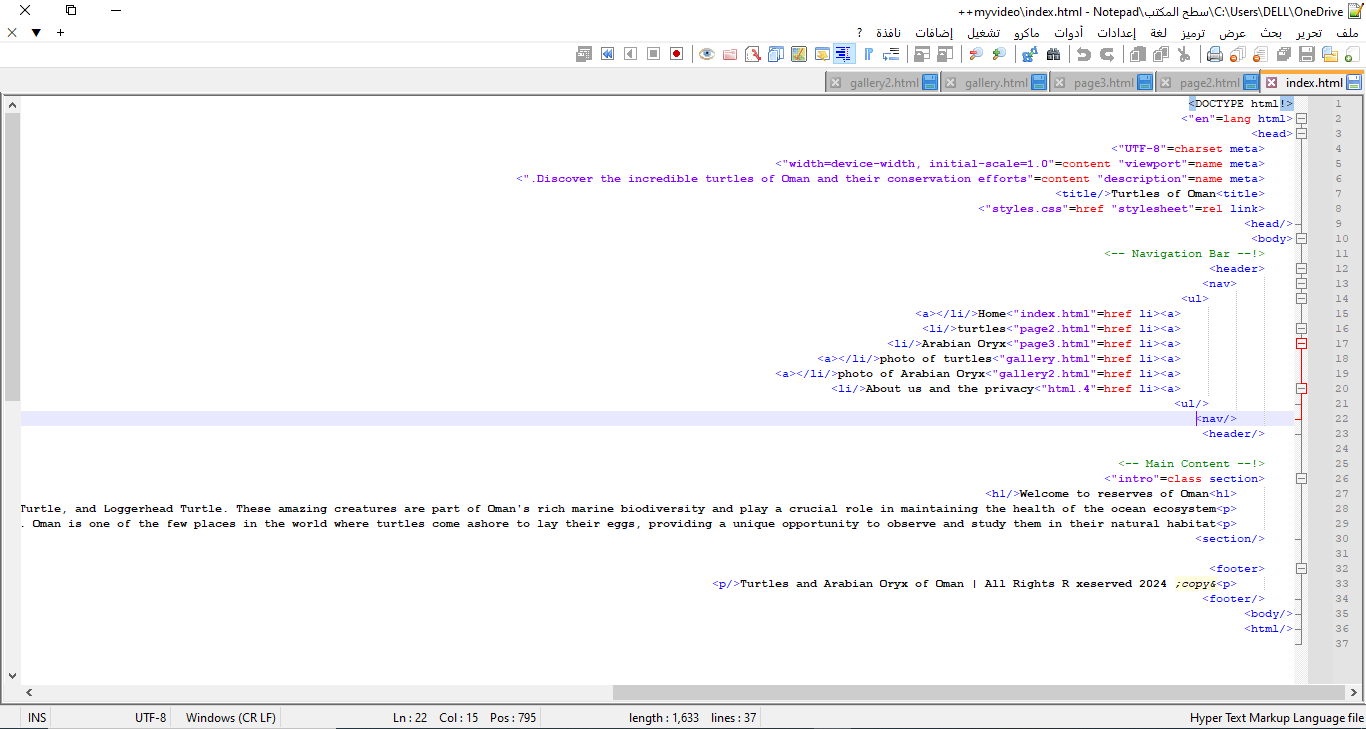 C:\Users\DELL\OneDrive\سطح المكتب\myvideo\index.html - Notepad++
ملف تحرير بحث عرض ترميز لغة إعدادات أدوات ماكرو تشغيل إضافات نافذة ?
index.html page2.html page3.html gallery.html gallery2.html
1 <!DOCTYPE html>
2 <html lang="en">
3 <head>
4 <meta charset="UTF-8">
5 <meta name="viewport" content="width=device-width, initial-scale=1.0">
6 <meta name="description" content="Discover the incredible turtles of Oman and their conservation efforts.">
7 <title>Turtles of Oman</title>
8 <link rel="stylesheet" href="styles.css">
9 </head>
10 <body>
11 <!-- Navigation Bar -->
12 <header>
13 <nav>
14 <ul>
15 <li><a href="index.html">Home</a></li>
16 <li><a href="page2.html">turtles</li>
17 <li><a href="page3.html">Arabian Oryx</li>
18 <li><a href="gallery.html">photo of turtles</a></li>
19 <li><a href="gallery2.html">photo of Arabian Oryx</a></li>
20 <li><a href="4.html">About us and the privacy</li>
21 </ul>
22 </nav>
23 </header>
24
25 <!-- Main Content -->
26 <section class="intro">
27 <h1>Welcome to reserves of Oman</h1>
28 <p>Turtle, and Loggerhead Turtle. These amazing creatures are part of Oman's rich marine biodiversity and play a crucial role in maintaining the health of the ocean ecosystem
29 <p>Oman is one of the few places in the world where turtles come ashore to lay their eggs, providing a unique opportunity to observe and study them in their natural habitat.
30 </section>
31
32 <footer>
33 <p>&copy; 2024 Turtles and Arabian Oryx of Oman | All Rights R xeserved</p>
34 </footer>
35 </body>
36 </html>
37
Hyper Text Markup Language file length : 1,633 lines : 37 Ln : 22 Col : 15 Pos : 795 Windows (CR LF) UTF-8 INS